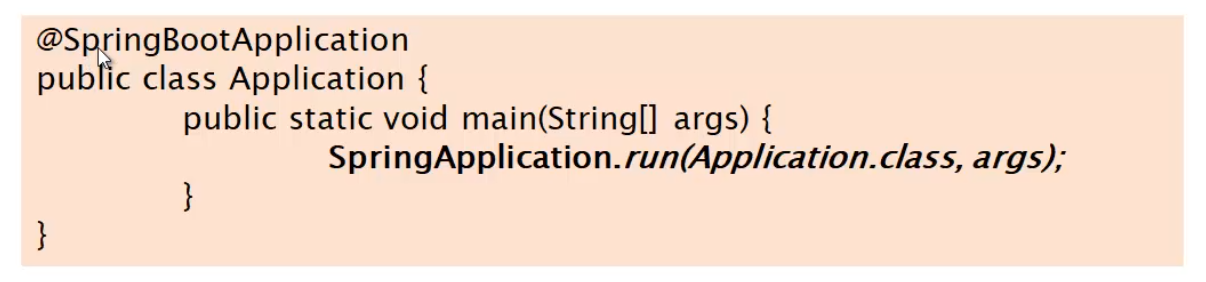 @SpringBootApplication
public class Application {
public static void main(String[] args) {
SpringApplication.run(Application.class, args);
}
}